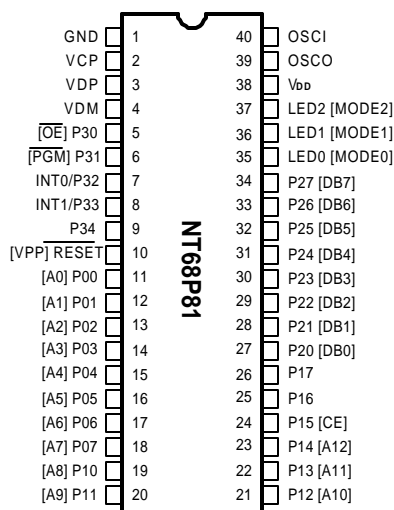 GND 1 40 OSCI
VCP 2 39 OSCO
VDP 3 38 VDD
VDM 4 37 LED2 [MODE2]
[OE] P30 5 36 LED1 [MODE1]
[PGM] P31 6 35 LED0 [MODE0]
INT0/P32 7 34 P27 [DB7]
INT1/P33 8 33 P26 [DB6]
P34 9 32 P25 [DB5]
[VPP] RESET 10 31 P24 [DB4]
[A0] P00 11 30 P23 [DB3]
[A1] P01 12 29 P22 [DB2]
[A2] P02 13 28 P21 [DB1]
[A3] P03 14 27 P20 [DB0]
[A4] P04 15 26 P17
[A5] P05 16 25 P16
[A6] P06 17 24 P15 [CE]
[A7] P07 18 23 P14 [A12]
[A8] P10 19 22 P13 [A11]
[A9] P11 20 21 P12 [A10]
NT68P81